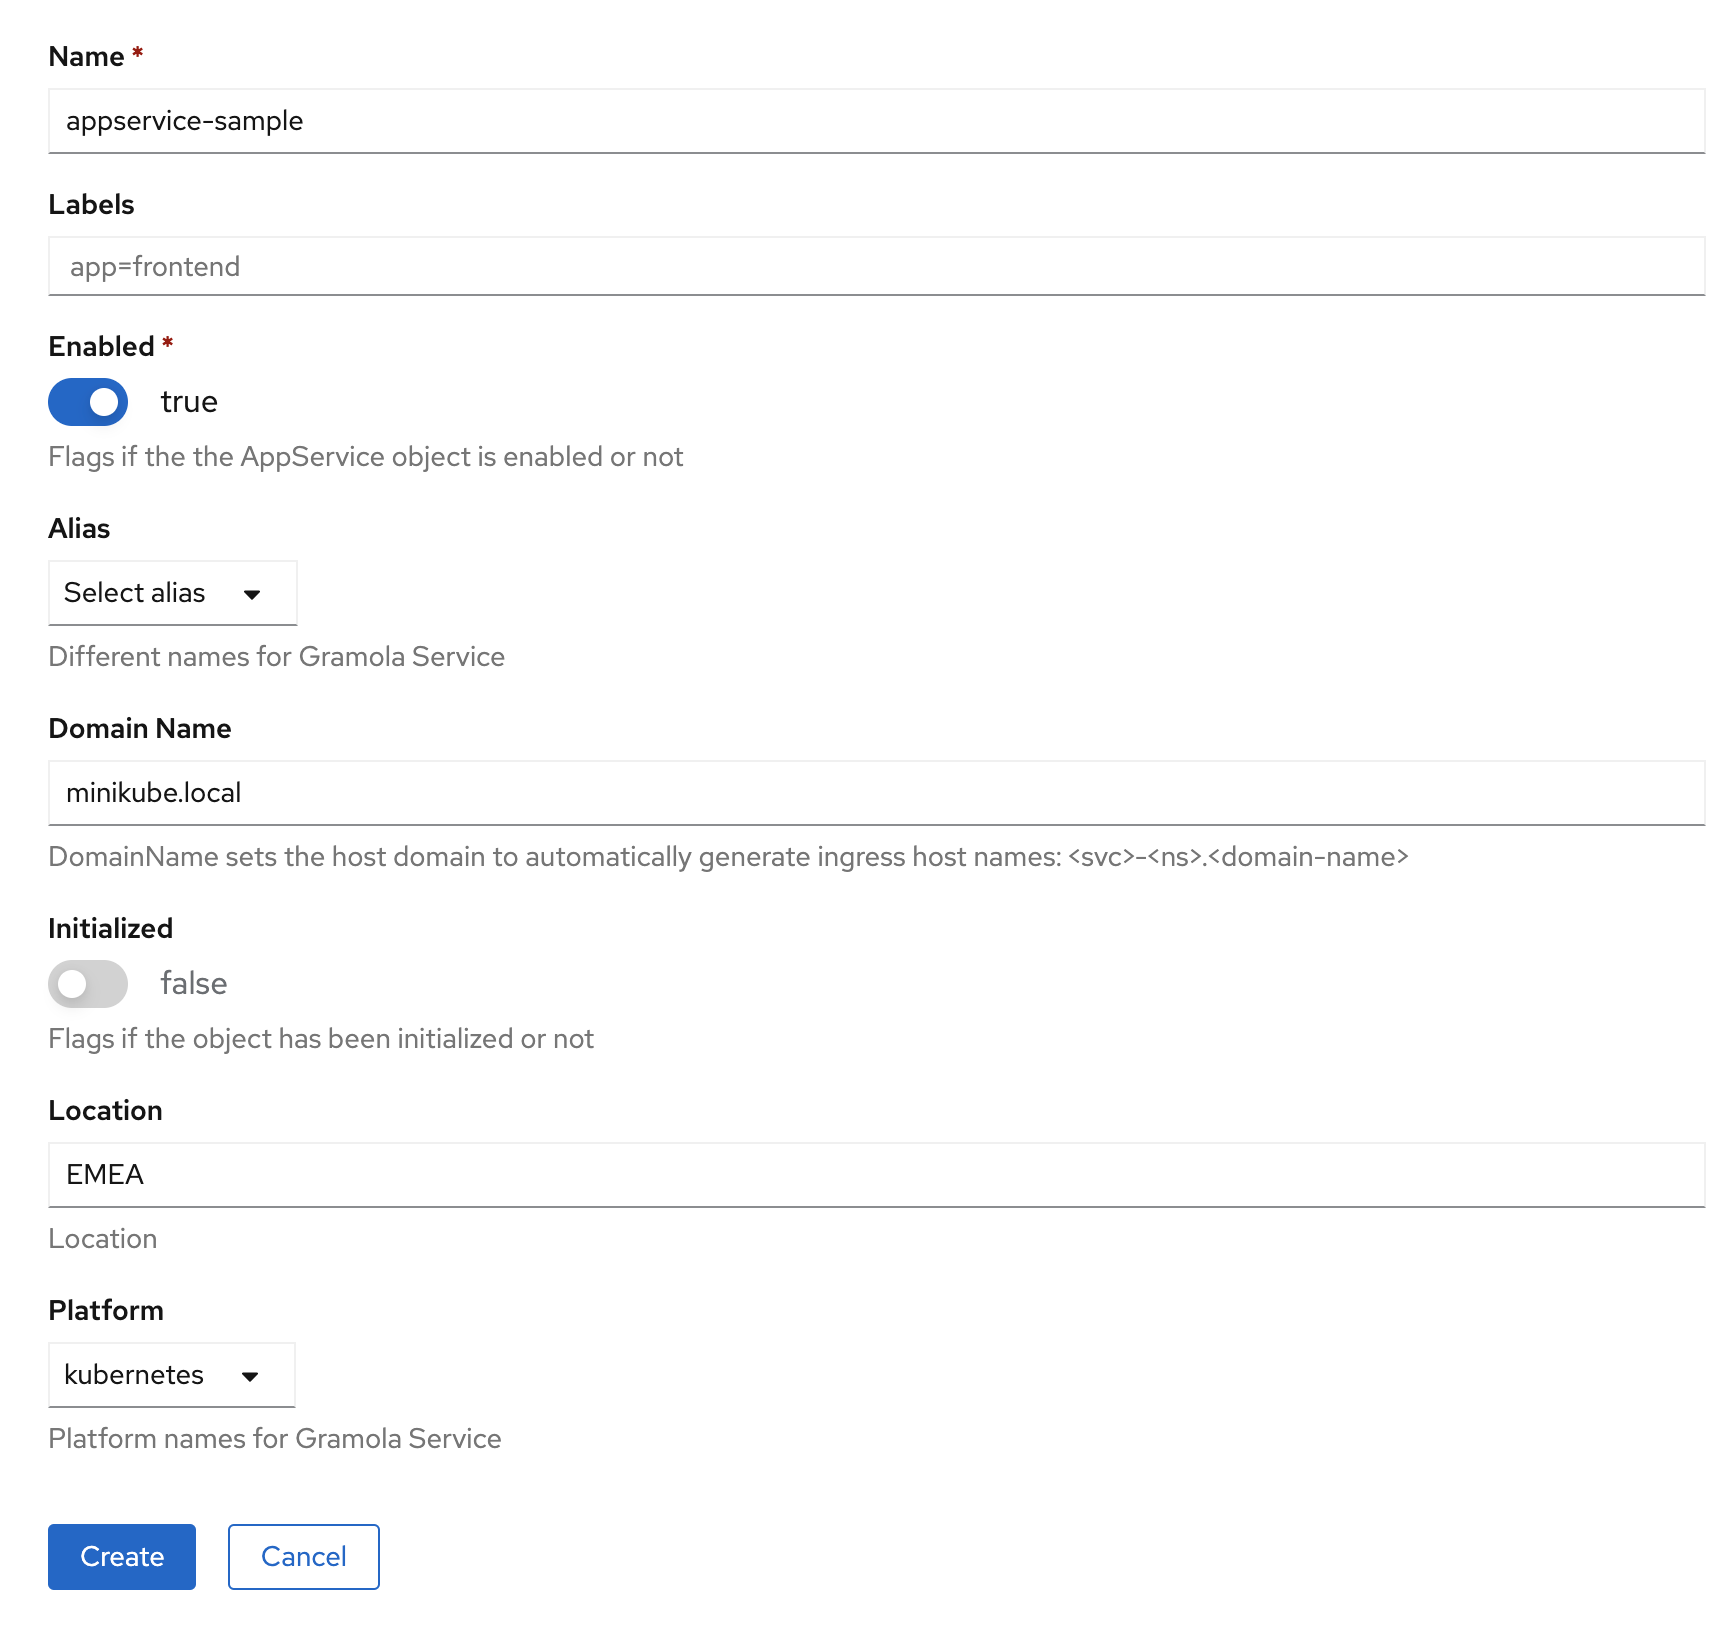 Name *
appservice-sample
Labels
app=frontend
Enabled *
true
Flags if the the AppService object is enabled or not
Alias
Select alias
Different names for Gramola Service
Domain Name
minikube.local
DomainName sets the host domain to automatically generate ingress host names: <svc>-<ns>.<domain-name>
Initialized
false
Flags if the object has been initialized or not
Location
EMEA
Location
Platform
kubernetes
Platform names for Gramola Service
Create Cancel